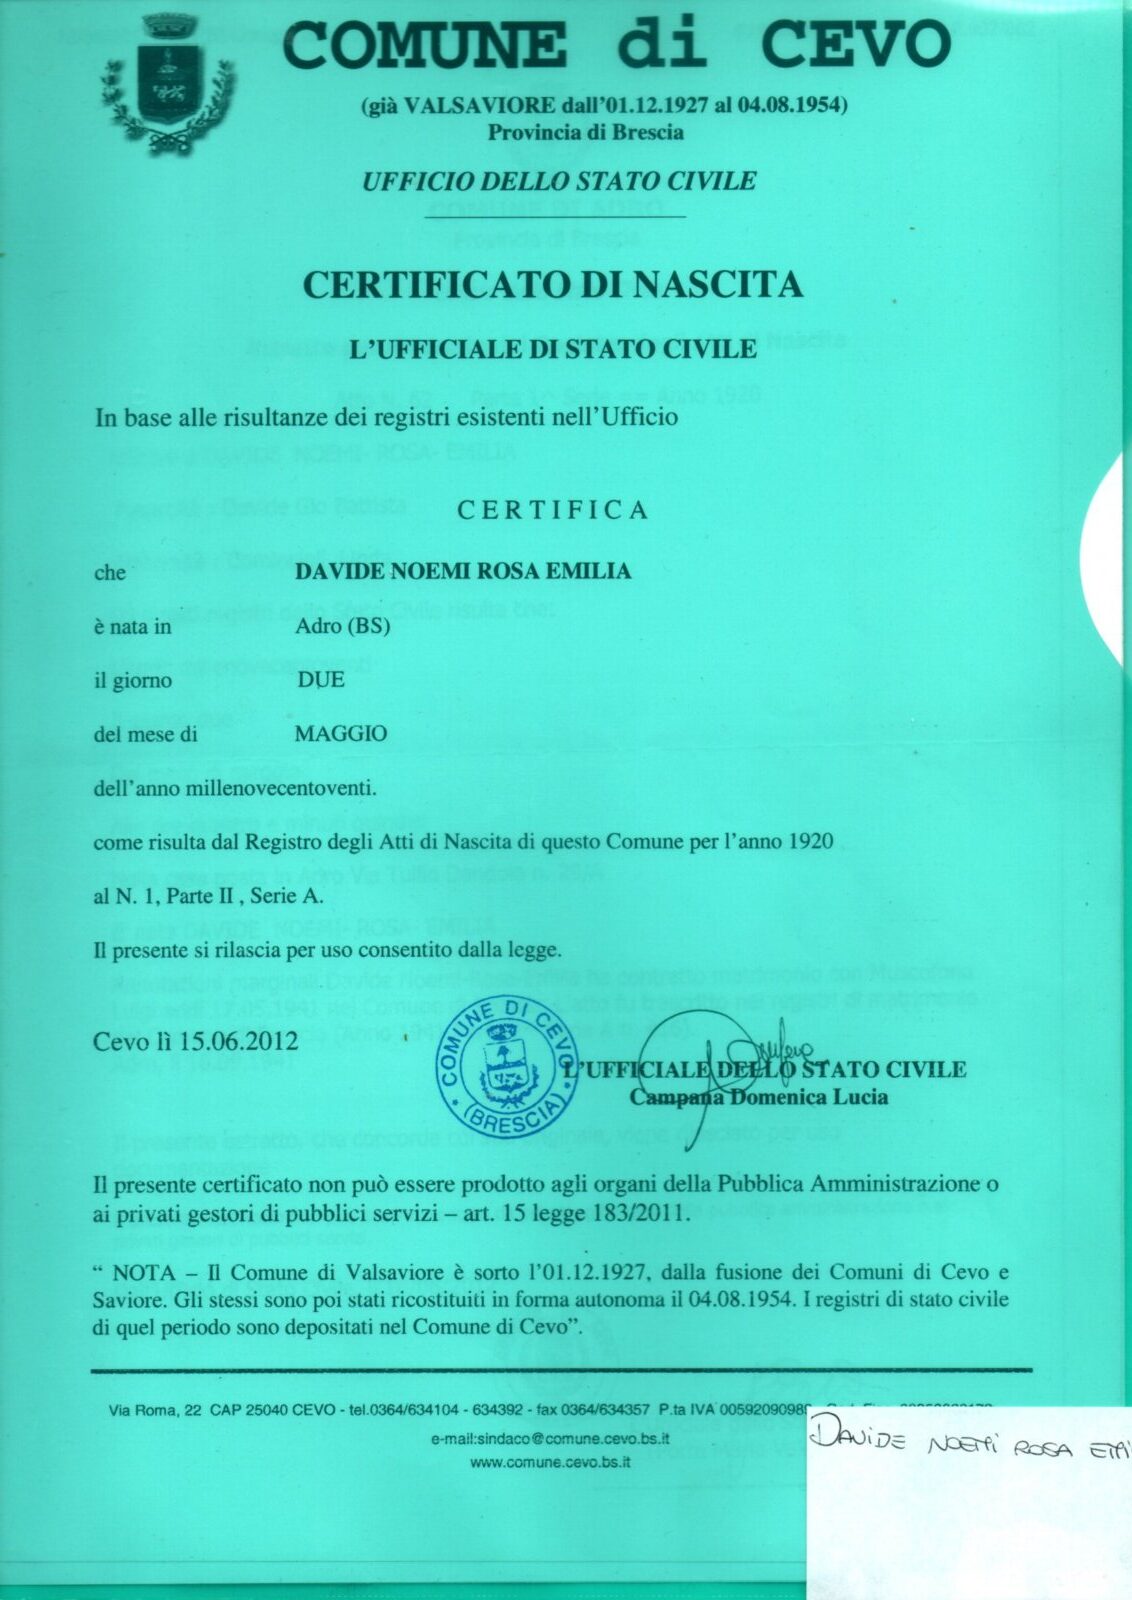 COMUNE di CEVO
(già VALSAVIORE dall'01.12.1927 al 04.08.1954)
Provincia di Brescia
UFFICIO DELLO STATO CIVILE
CERTIFICATO DI NASCITA
L'UFFICIALE DI STATO CIVILE
In base alle risultanze dei registri esistenti nell'Ufficio
CERTIFICA
che DAVIDE NOEMI ROSA EMILIA
è nata in Adro (BS)
il giorno DUE
del mese di MAGGIO
dell'anno millenovecentoventi.
come risulta dal Registro degli Atti di Nascita di questo Comune per l'anno 1920
al N. 1, Parte II , Serie A.
Il presente si rilascia per uso consentito dalla legge.
Cevo lì 15.06.2012
COMUNE DI CEVO
(BRESCIA)
L'UFFICIALE DELLO STATO CIVILE
Campana Domenica Lucia
Il presente certificato non può essere prodotto agli organi della Pubblica Amministrazione o
ai privati gestori di pubblici servizi – art. 15 legge 183/2011.
“ NOTA – Il Comune di Valsaviore è sorto l'01.12.1927, dalla fusione dei Comuni di Cevo e
Saviore. Gli stessi sono poi stati ricostituiti in forma autonoma il 04.08.1954. I registri di stato civile
di quel periodo sono depositati nel Comune di Cevo”.
Via Roma, 22 CAP 25040 CEVO - tel.0364/634104 - 634392 - fax 0364/634357 P.ta IVA
e-mail:sindaco@comune.cevo.bs.it
www.comune.cevo.bs.it
DAVIDE NOEMI ROSA EMI